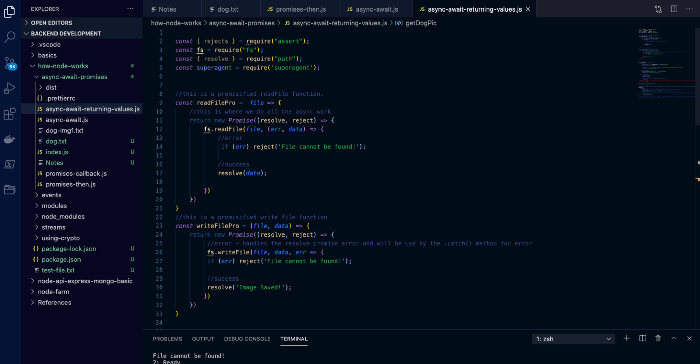 EXPLORER
Notes
dog.txt
promises-then.js
async-await.js
async-await-returning-values.js
OPEN EDITORS
BACKEND DEVELOPMENT
.vscode
basics
how-node-works
async-await-promises
dist
.prettierrc
async-await-returning-values.js
async-await.js
dog-img1.txt
dog.txt U
index.js U
Notes U
promises-callback.js
promises-then.js
events
modules
node_modules
streams
using-crypto
package-lock.json U
package.json U
test-file.txt U
node-api-express-mongo-basic
node-farm
References
how-node-works > async-await-promises > async-await-returning-values.js > getDogPic
1
2 const { rejects } = require("assert");
3 const fs = require("fs");
4 const { resolve } = require("path");
5 const superagent = require('superagent');
6
7
8 //this is a promisified readFile function.
9 const readFilePro = file => {
10 //this is where we do all the async work
11 return new Promise((resolve, reject) => {
12 fs.readFile(file, (err, data) => {
13 //error
14 if (err) reject('File cannot be found!');
15
16 //success
17 resolve(data);
18
19 })
20 })
21 }
22 //this is a promisified write file function
23 const writeFilePro = (file, data) => {
24 return new Promise((resolve, reject) => {
25 //error - handles the resolve promise error and will be use by the .catch() method for error
26 fs.writeFile(file, data, err => {
27 if (err) reject('File cannot be found!');
28
29 //success
30 resolve('Image Saved!');
31 })
32 })
33 }
34
PROBLEMS OUTPUT DEBUG CONSOLE TERMINAL
1: zsh
File cannot be found!
2: Ready